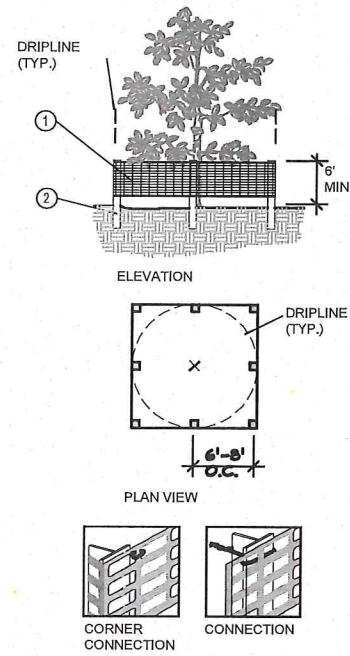 DRIPLINE
(TYP.)
1
6'
MIN
2
ELEVATION
DRIPLINE
(TYP.)
6'-8'
O.C.
PLAN VIEW
CORNER
CONNECTION
CONNECTION